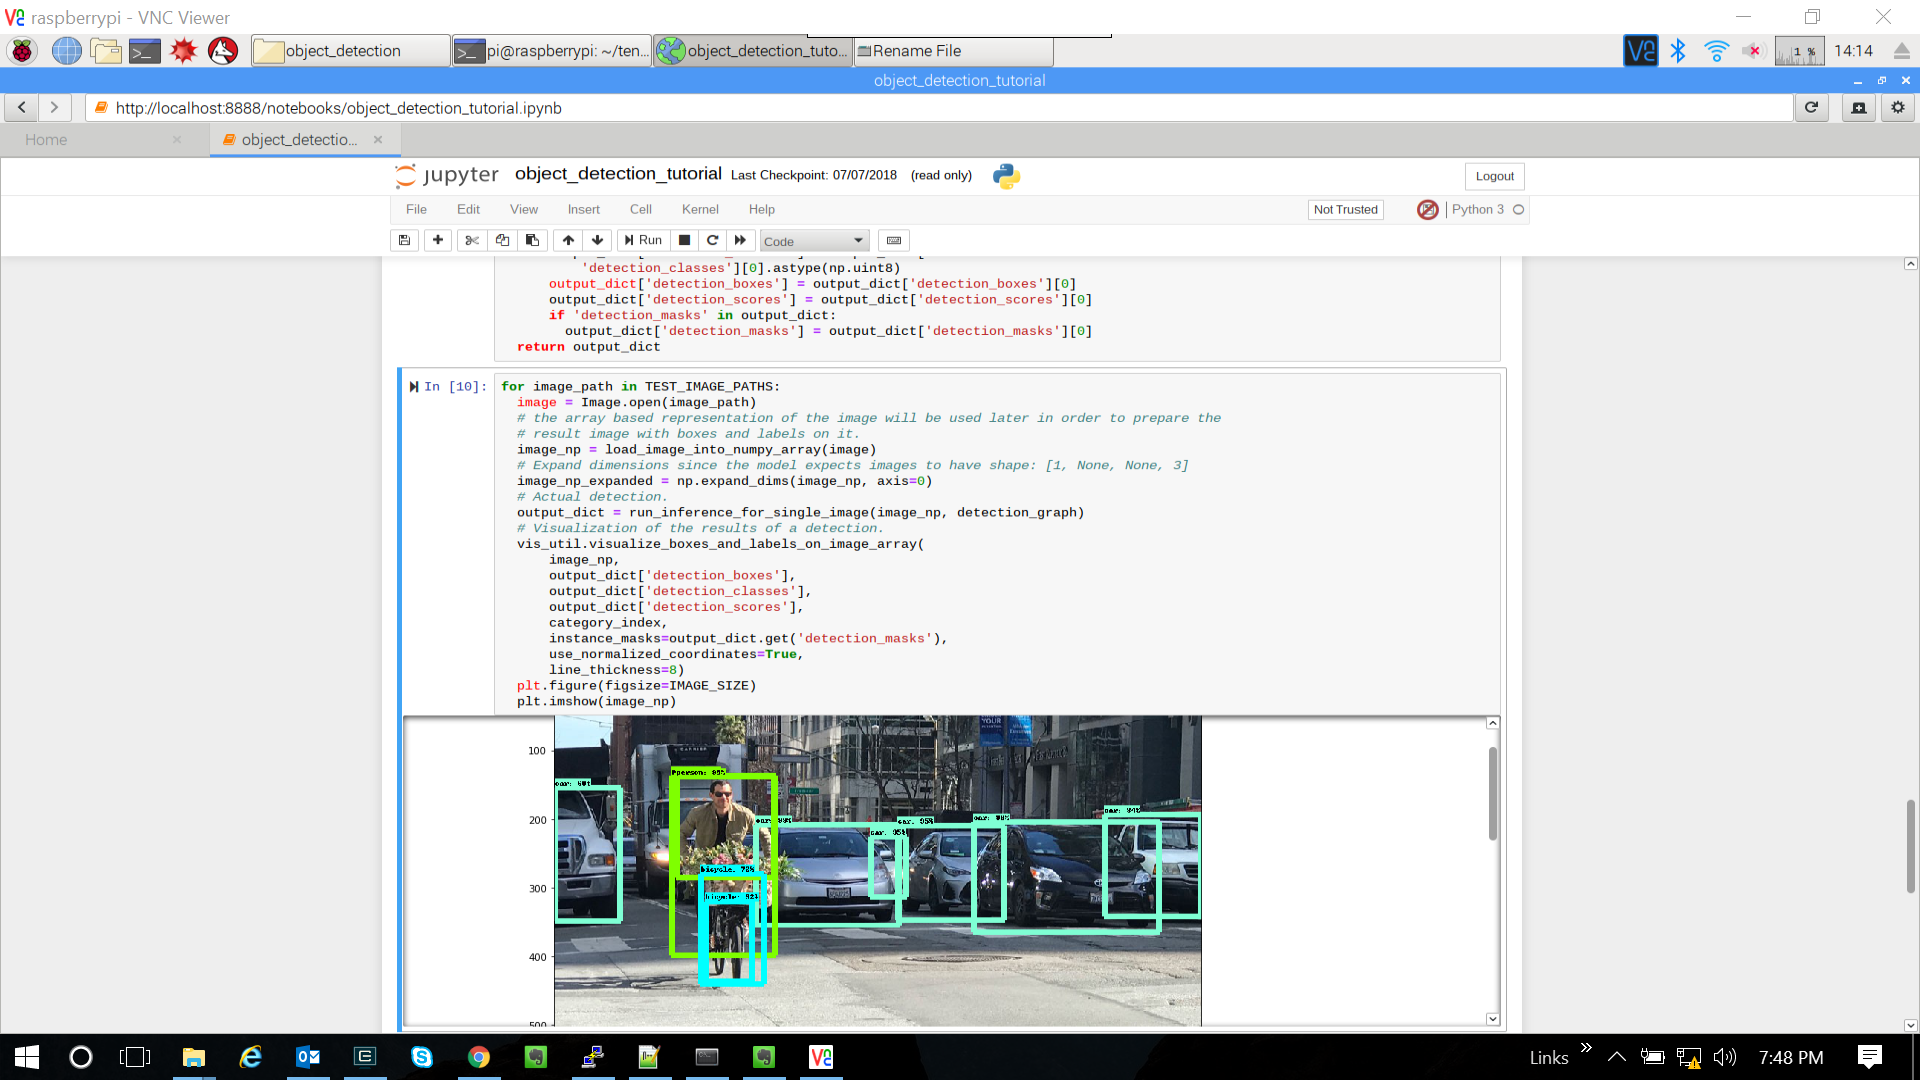 raspberrypi - VNC Viewer
object_detection
pi@raspberrypi: ~/ten...
object_detection_tuto...
Rename File
1 %
14:14
object_detection_tutorial
http://localhost:8888/notebooks/object_detection_tutorial.ipynb
Home
object_detectio...
jupyter
object_detection_tutorial
Last Checkpoint: 07/07/2018
(read only)
Logout
File
Edit
View
Insert
Cell
Kernel
Help
Not Trusted
Python 3
Run
Code
'detection_classes'][0].astype(np.uint8)
output_dict['detection_boxes'] = output_dict['detection_boxes'][0]
output_dict['detection_scores'] = output_dict['detection_scores'][0]
if 'detection_masks' in output_dict:
output_dict['detection_masks'] = output_dict['detection_masks'][0]
return output_dict
In [10]:
for image_path in TEST_IMAGE_PATHS:
image = Image.open(image_path)
# the array based representation of the image will be used later in order to prepare the
# result image with boxes and labels on it.
image_np = load_image_into_numpy_array(image)
# Expand dimensions since the model expects images to have shape: [1, None, None, 3]
image_np_expanded = np.expand_dims(image_np, axis=0)
# Actual detection.
output_dict = run_inference_for_single_image(image_np, detection_graph)
# Visualization of the results of a detection.
vis_util.visualize_boxes_and_labels_on_image_array(
image_np,
output_dict['detection_boxes'],
output_dict['detection_classes'],
output_dict['detection_scores'],
category_index,
instance_masks=output_dict.get('detection_masks'),
use_normalized_coordinates=True,
line_thickness=8)
plt.figure(figsize=IMAGE_SIZE)
plt.imshow(image_np)
100
200
300
400
500
YOUR
car: 95%
car:
bicycle:
Links
7:48 PM